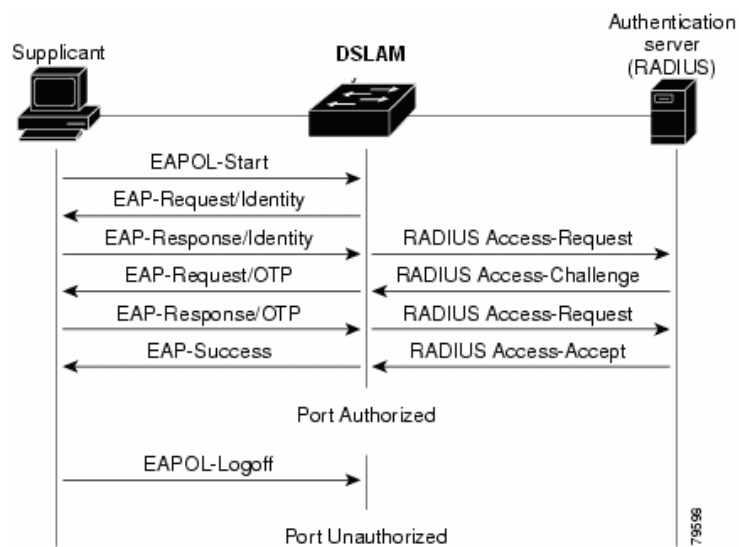 Authentication
server
(RADIUS)
Supplicant
DSLAM
EAPOL-Start
EAP-Request/Identity
EAP-Response/Identity
RADIUS Access-Request
EAP-Request/OTP
RADIUS Access-Challenge
EAP-Response/OTP
RADIUS Access-Request
EAP-Success
RADIUS Access-Accept
Port Authorized
EAPOL-Logoff
Port Unauthorized
79598